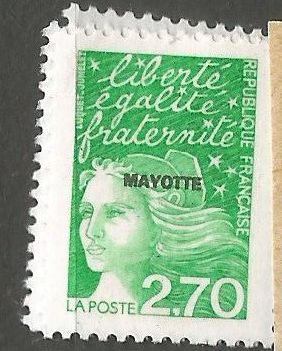 liberté
égalité
fraternité
RÉPUBLIQUE FRANÇAISE
MAYOTTE
LA POSTE 2,70